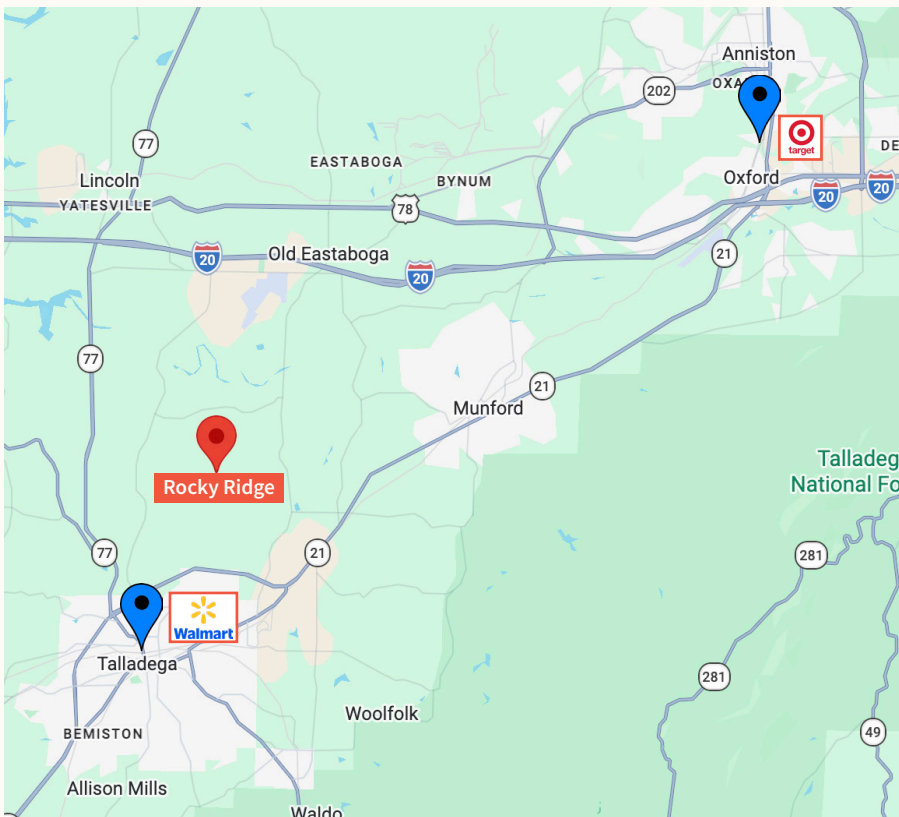 Anniston
202
OXA
77
target
EASTABOGA
DE
Lincoln
BYNUM
Oxford
20
20
YATESVILLE
78
20
Old Eastaboga
20
21
77
21
Munford
Talladeg
National Fo
Rocky Ridge
77
21
281
Walmart
Talladega
281
Woolfolk
BEMISTON
49
Allison Mills
Waldo